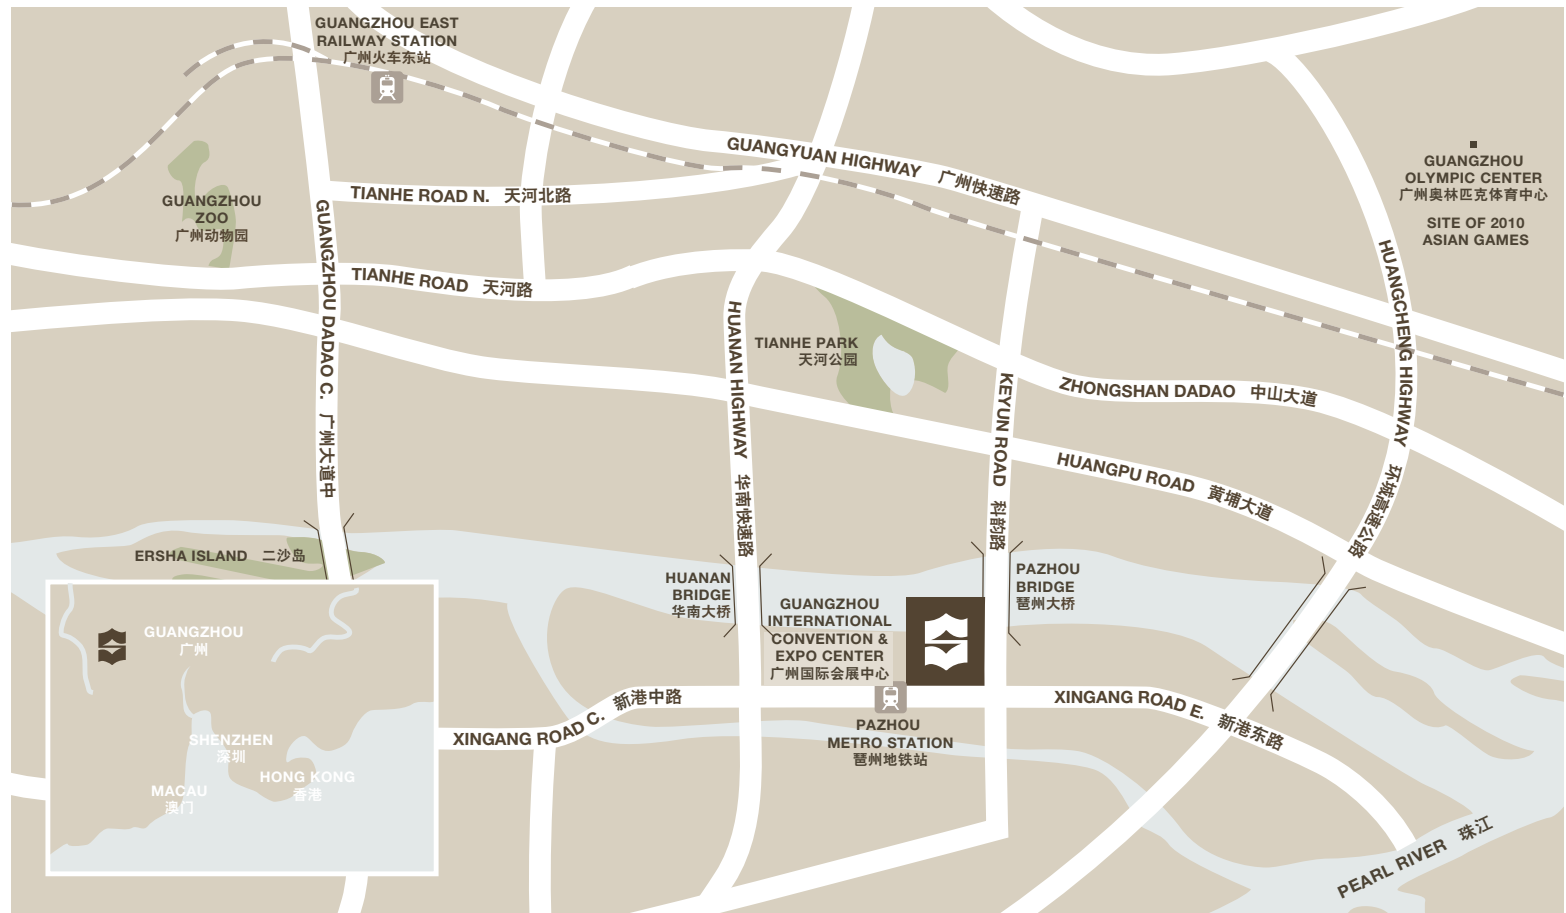 GUANGZHOU EAST
RAILWAY STATION
广州火车东站
GUANGYUAN HIGHWAY 广州快速路
GUANGZHOU
OLYMPIC CENTER
广州奥林匹克体育中心
SITE OF 2010
ASIAN GAMES
TIANHE ROAD N. 天河北路
GUANGZHOU
ZOO
广州动物园
GUANGZHOU DADAO C. 广州大道中
TIANHE ROAD 天河路
HUANAN HIGHWAY 华南快速路
TIANHE PARK
天河公园
KEYUN ROAD 科韵路
ZHONGSHAN DADAO 中山大道
HUANGCHENG HIGHWAY 环城高速公路
HUANGPU ROAD 黄埔大道
ERSHA ISLAND 二沙岛
HUANAN
BRIDGE
华南大桥
GUANGZHOU
INTERNATIONAL
CONVENTION &
EXPO CENTER
广州国际会展中心
PAZHOU
BRIDGE
琶州大桥
XINGANG ROAD C. 新港中路
XINGANG ROAD E. 新港东路
PAZHOU
METRO STATION
琶州地铁站
GUANGZHOU
广州
SHENZHEN
深圳
HONG KONG
香港
MACAU
澳门
PEARL RIVER 珠江